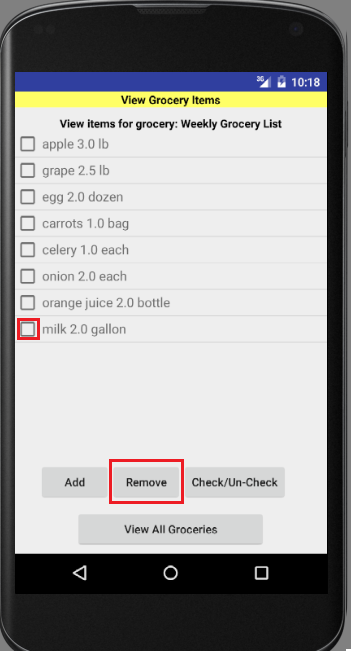 3G 10:18
View Grocery Items
View items for grocery: Weekly Grocery List
apple 3.0 lb
grape 2.5 lb
egg 2.0 dozen
carrots 1.0 bag
celery 1.0 each
onion 2.0 each
orange juice 2.0 bottle
milk 2.0 gallon
Add Remove Check/Un-Check
View All Groceries